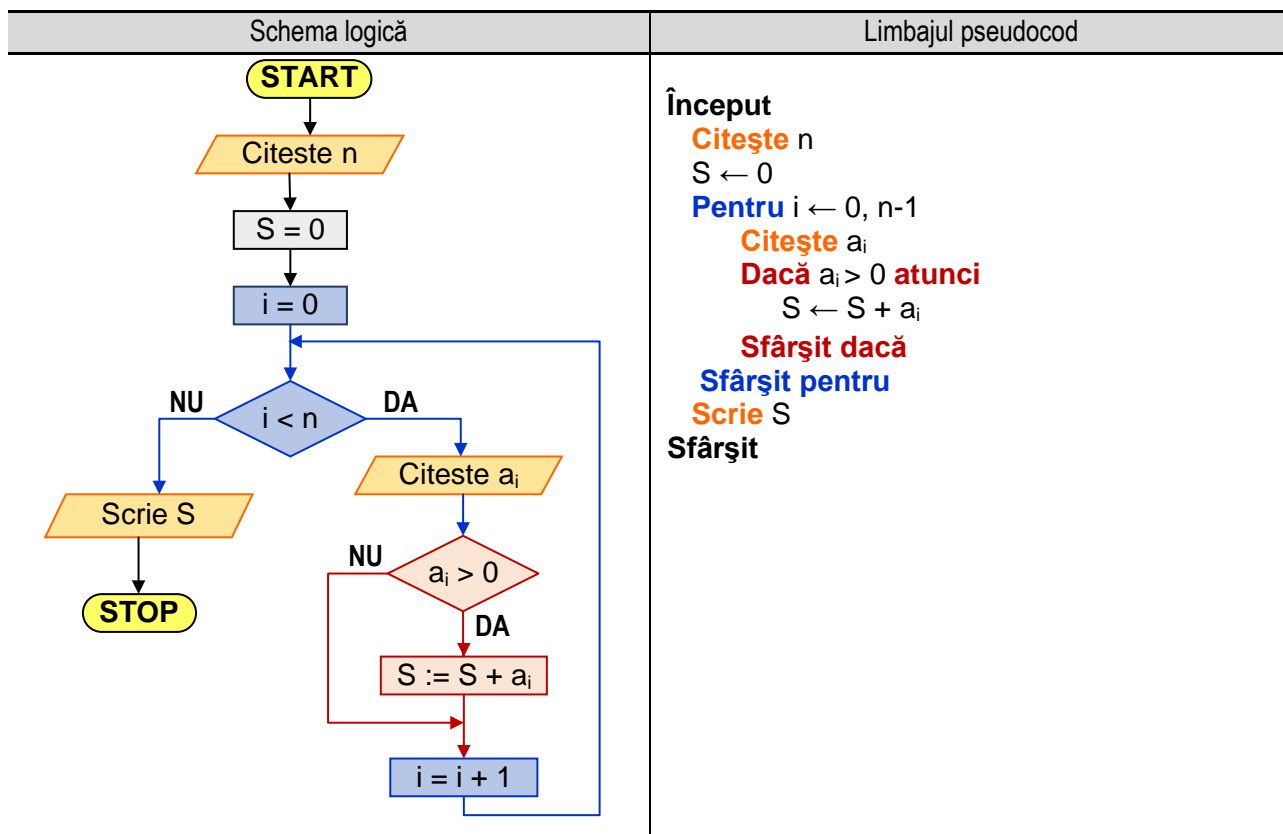 Schema logică
Limbajul pseudocod
START
Citeste n
S = 0
i = 0
i < n
NU
DA
Citeste aᵢ
Scrie S
STOP
aᵢ > 0
NU
DA
S := S + aᵢ
i = i + 1
Început
Citeşte n
S ← 0
Pentru i ← 0, n-1
Citeşte aᵢ
Dacă aᵢ > 0 atunci
S ← S + aᵢ
Sfârşit dacă
Sfârşit pentru
Scrie S
Sfârşit